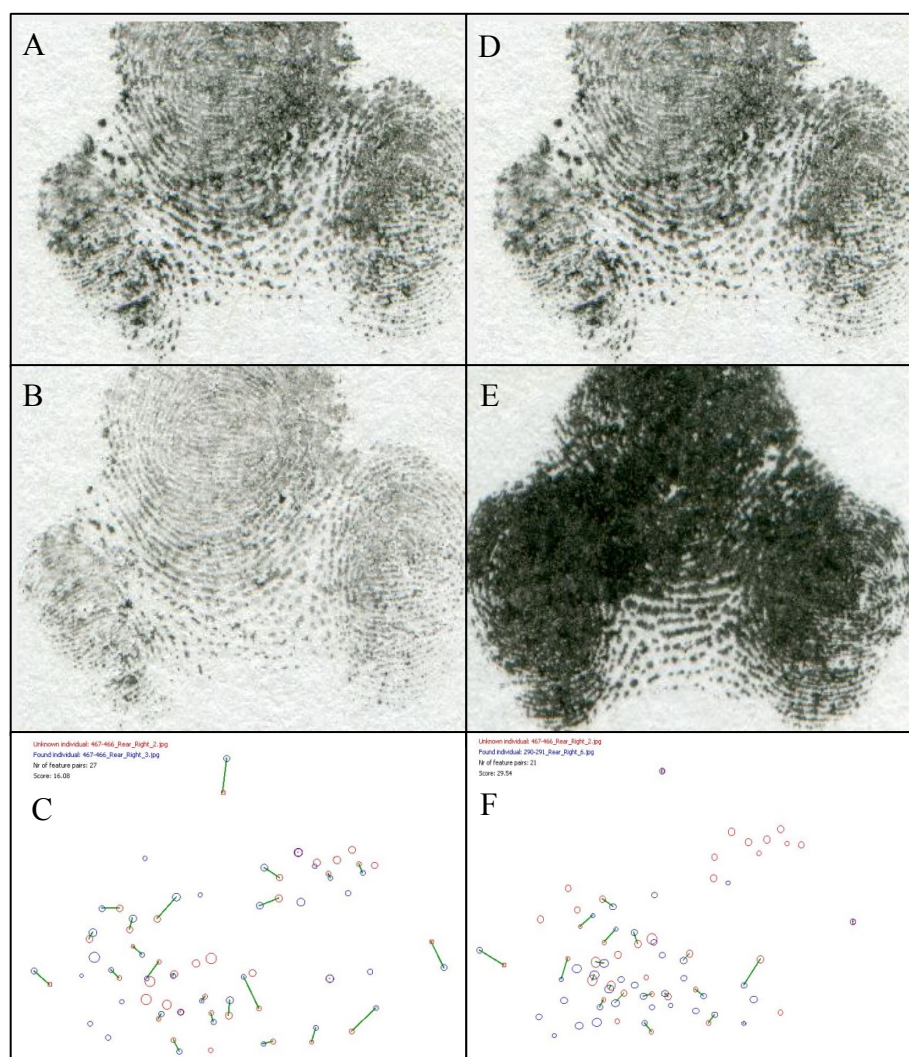 A
D
B
E
Unknown individual: 467-466_Rear_Right_2.jpg
Found individual: 467-466_Rear_Right_3.jpg
Nr of feature pairs: 27
Score: 16.08
C
Unknown individual: 467-466_Rear_Right_2.jpg
Found individual: 290-291_Rear_Right_6.jpg
Nr of feature pairs: 21
Score: 29.54
F